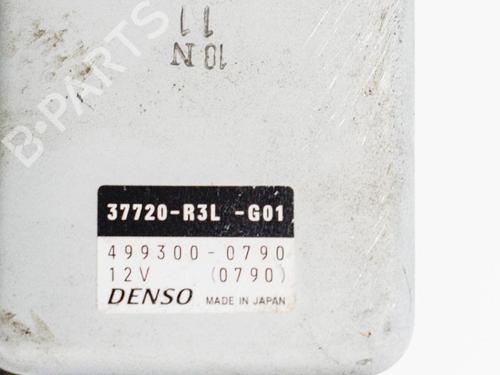 10 N
11
B-PARTS
37720-R3L -G01
499300-0790
12V (0790)
DENSO MADE IN JAPAN